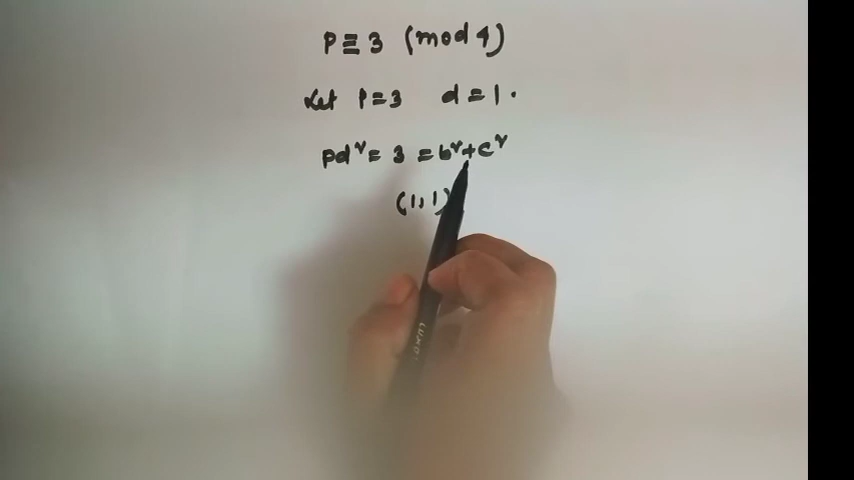 P ≡ 3 (mod 4)
Let P = 3 d = 1.
Pd² = 3 = b² + c²
(1, 1)